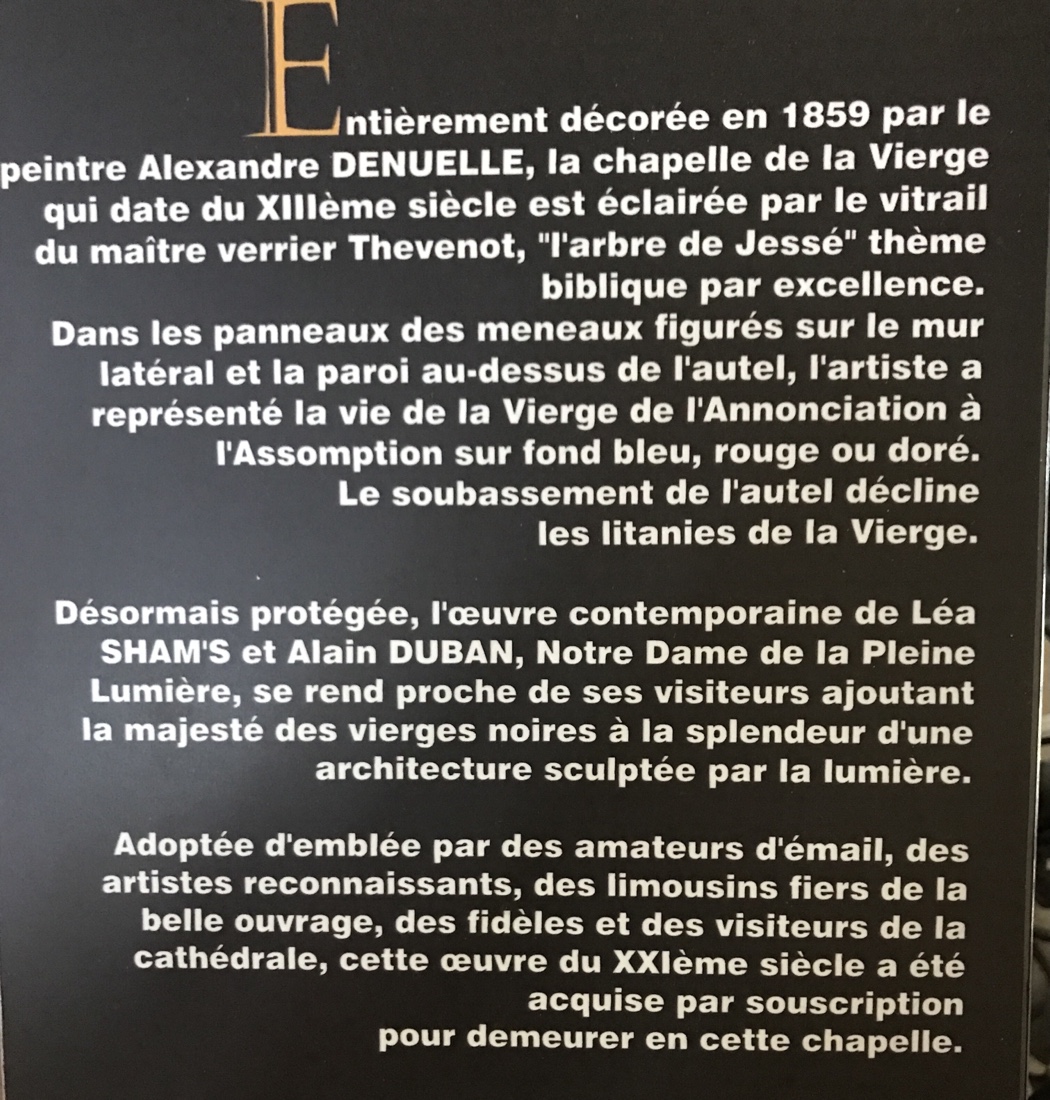 Entièrement décorée en 1859 par le
peintre Alexandre DENUELLE, la chapelle de la Vierge
qui date du XIIIème siècle est éclairée par le vitrail
du maître verrier Thevenot, "l'arbre de Jessé" thème
biblique par excellence.
Dans les panneaux des meneaux figurés sur le mur
latéral et la paroi au-dessus de l'autel, l'artiste a
représenté la vie de la Vierge de l'Annonciation à
l'Assomption sur fond bleu, rouge ou doré.
Le soubassement de l'autel décline
les litanies de la Vierge.
Désormais protégée, l'œuvre contemporaine de Léa
SHAM'S et Alain DUBAN, Notre Dame de la Pleine
Lumière, se rend proche de ses visiteurs ajoutant
la majesté des vierges noires à la splendeur d'une
architecture sculptée par la lumière.
Adoptée d'emblée par des amateurs d'émail, des
artistes reconnaissants, des limousins fiers de la
belle ouvrage, des fidèles et des visiteurs de la
cathédrale, cette œuvre du XXIème siècle a été
acquise par souscription
pour demeurer en cette chapelle.